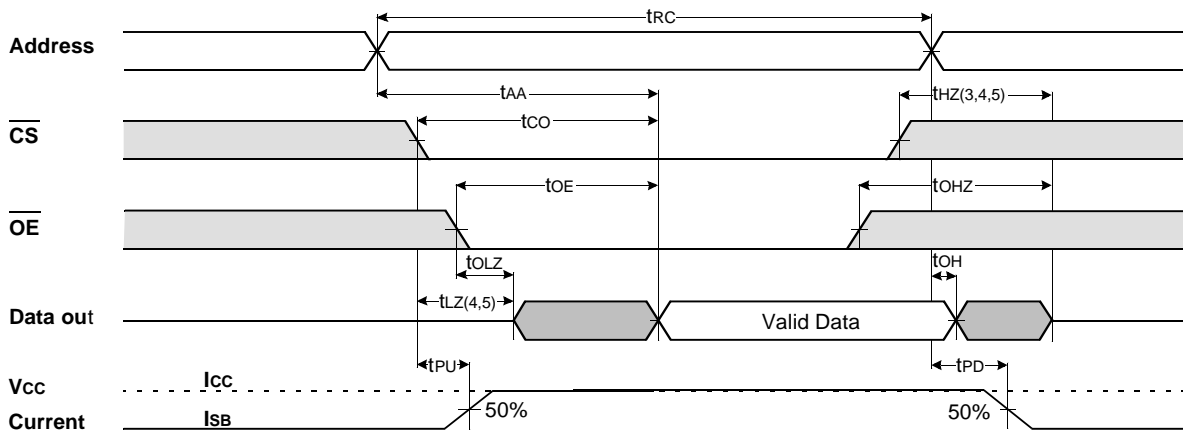 tRC
Address
tAA
tHZ(3,4,5)
CS
tCO
tOE
tOHZ
OE
tOLZ
tOH
tLZ(4,5)
Data out
Valid Data
tPU
tPD
VCC
ICC
50%
50%
Current
ISB